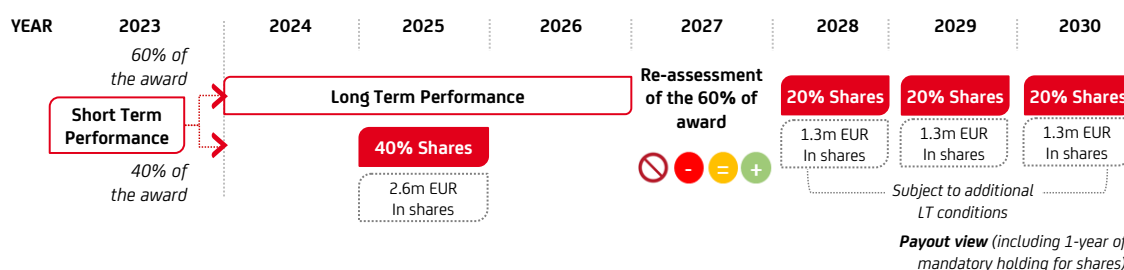 YEAR 2023 2024 2025 2026 2027 2028 2029 2030
60% of
the award
Short Term
Performance
40% of
the award
Long Term Performance
40% Shares
2.6m EUR
In shares
Re-assessment
of the 60% of
award
- = +
20% Shares 20% Shares 20% Shares
1.3m EUR 1.3m EUR 1.3m EUR
In shares In shares In shares
Subject to additional
LT conditions
Payout view (including 1-year of
mandatory holding for shares)